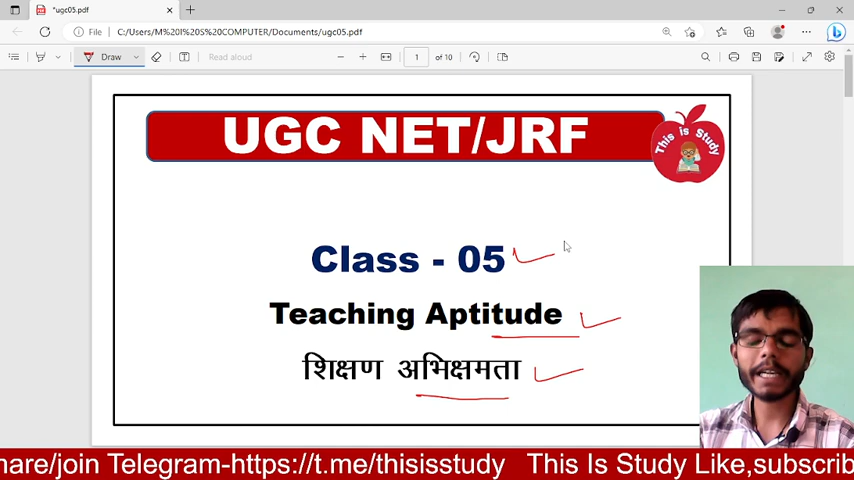 *ugc05.pdf
File
C:/Users/M%20I%20S%20COMPUTER/Documents/ugc05.pdf
Draw
Read aloud
1
of 10
UGC NET/JRF
This is Study
Class - 05
Teaching Aptitude
शिक्षण अभिक्षमता
hare/join Telegram-https://t.me/thisisstudy This Is Study Like,subscrib